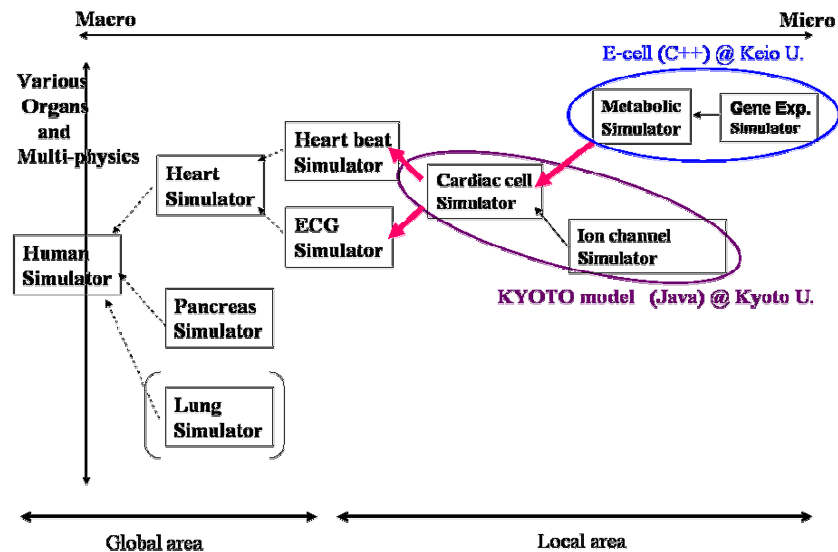 Macro
Micro
E-cell (C++) @ Keio U.
Various
Organs
and
Multi-physics
Metabolic
Simulator
Gene Exp.
Simulator
Heart beat
Simulator
Heart
Simulator
Cardiac cell
Simulator
ECG
Simulator
Ion channel
Simulator
Human
Simulator
KYOTO model (Java) @ Kyoto U.
Pancreas
Simulator
Lung
Simulator
Global area
Local area